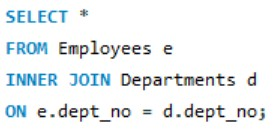 SELECT *
FROM Employees e
INNER JOIN Departments d
ON e.dept_no = d.dept_no;